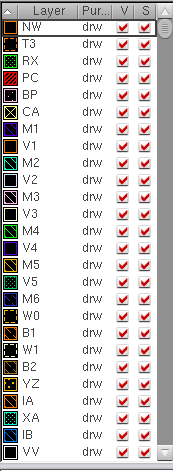 Layer Pur... V S
NW drw
T3 drw
RX drw
PC drw
BP drw
CA drw
M1 drw
V1 drw
M2 drw
V2 drw
M3 drw
V3 drw
M4 drw
V4 drw
M5 drw
V5 drw
M6 drw
W0 drw
B1 drw
W1 drw
B2 drw
YZ drw
IA drw
XA drw
IB drw
VV drw